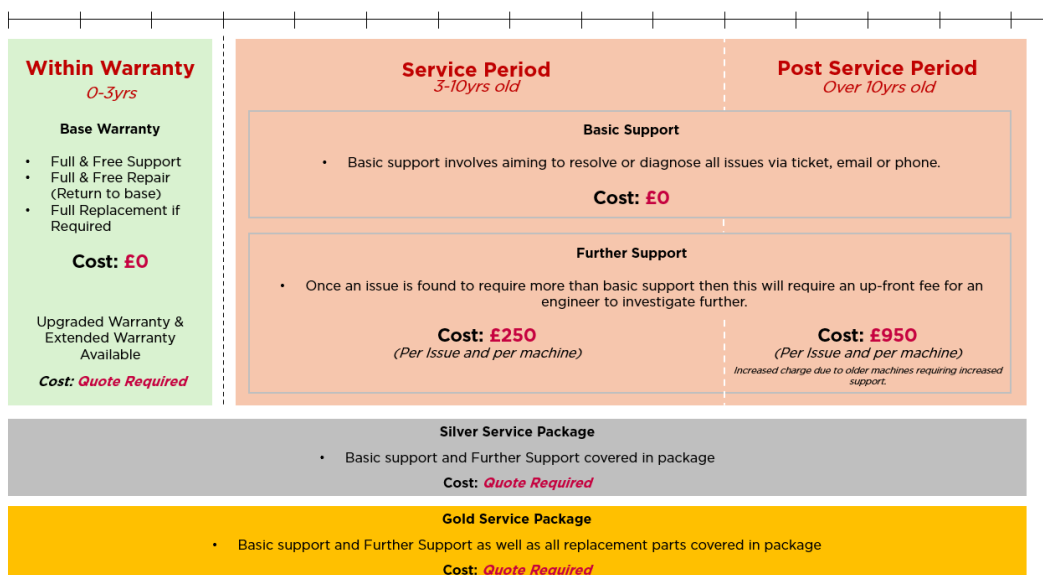 Within Warranty
0-3yrs
Base Warranty
• Full & Free Support
• Full & Free Repair
(Return to base)
• Full Replacement if
Required
Cost: £0
Upgraded Warranty &
Extended Warranty
Available
Cost: Quote Required
Service Period
3-10yrs old
Post Service Period
Over 10yrs old
Basic Support
• Basic support involves aiming to resolve or diagnose all issues via ticket, email or phone.
Cost: £0
Further Support
• Once an issue is found to require more than basic support then this will require an up-front fee for an
engineer to investigate further.
Cost: £250
(Per Issue and per machine)
Cost: £950
(Per Issue and per machine)
Increased charge due to older machines requiring increased
support.
Silver Service Package
• Basic support and Further Support covered in package
Cost: Quote Required
Gold Service Package
• Basic support and Further Support as well as all replacement parts covered in package
Cost: Quote Required